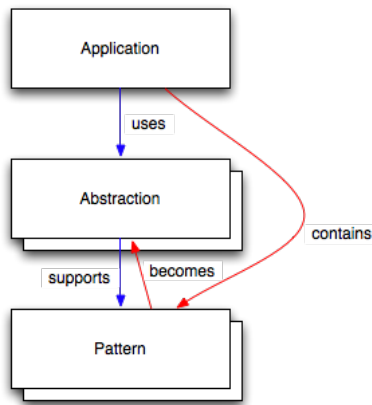 Application
uses
Abstraction
contains
supports
becomes
Pattern